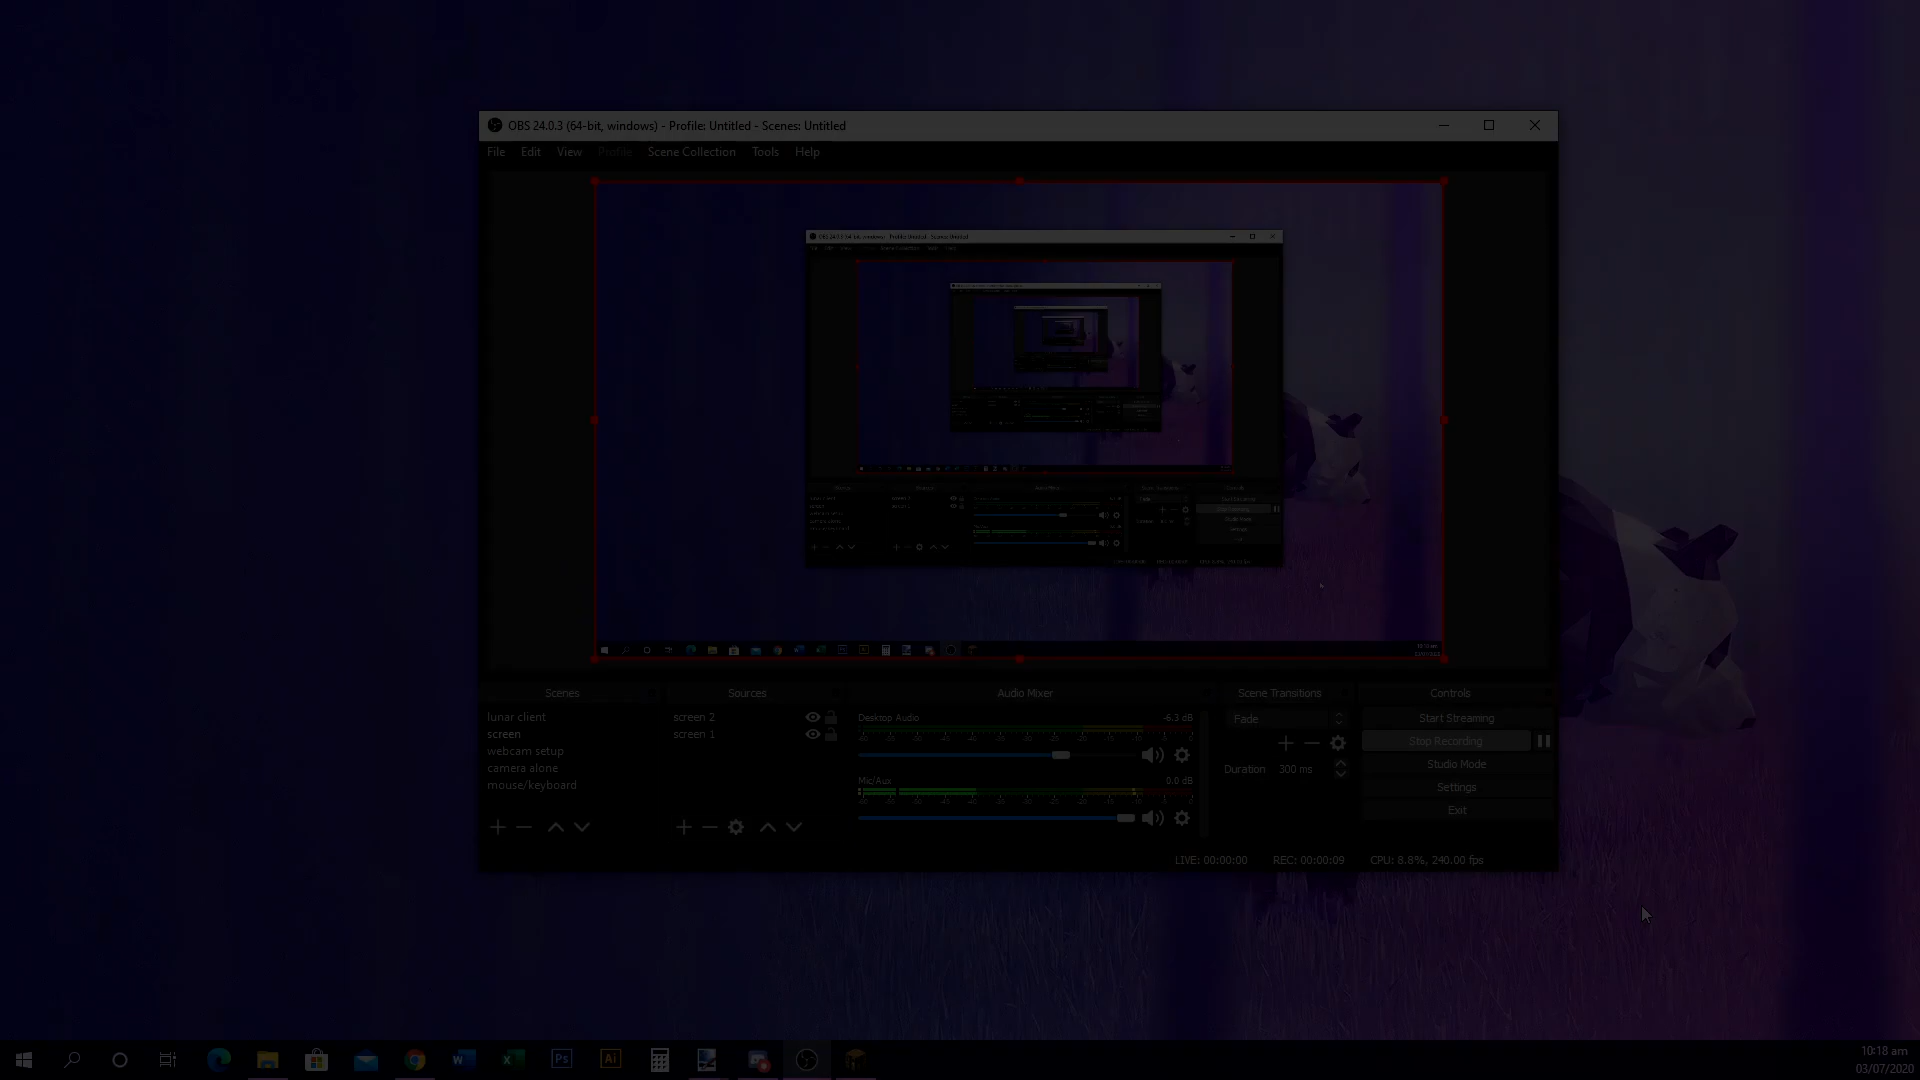 OBS 24.0.3 (64-bit, windows) - Profile: Untitled - Scenes: Untitled
File Edit View Profile Scene Collection Tools Help
Scenes
lunar client
screen
webcam setup
camera alone
mouse/keyboard
Sources
screen 2
screen 1
Audio Mixer
Desktop Audio -6.3 dB
Mic/Aux 0.0 dB
Scene Transitions
Fade
Duration 300 ms
Controls
Start Streaming
Stop Recording
Studio Mode
Settings
Exit
LIVE: 00:00:00 REC: 00:00:09 CPU: 8.8%, 240.00 fps
Ps Ai
10:18 am
03/07/2020